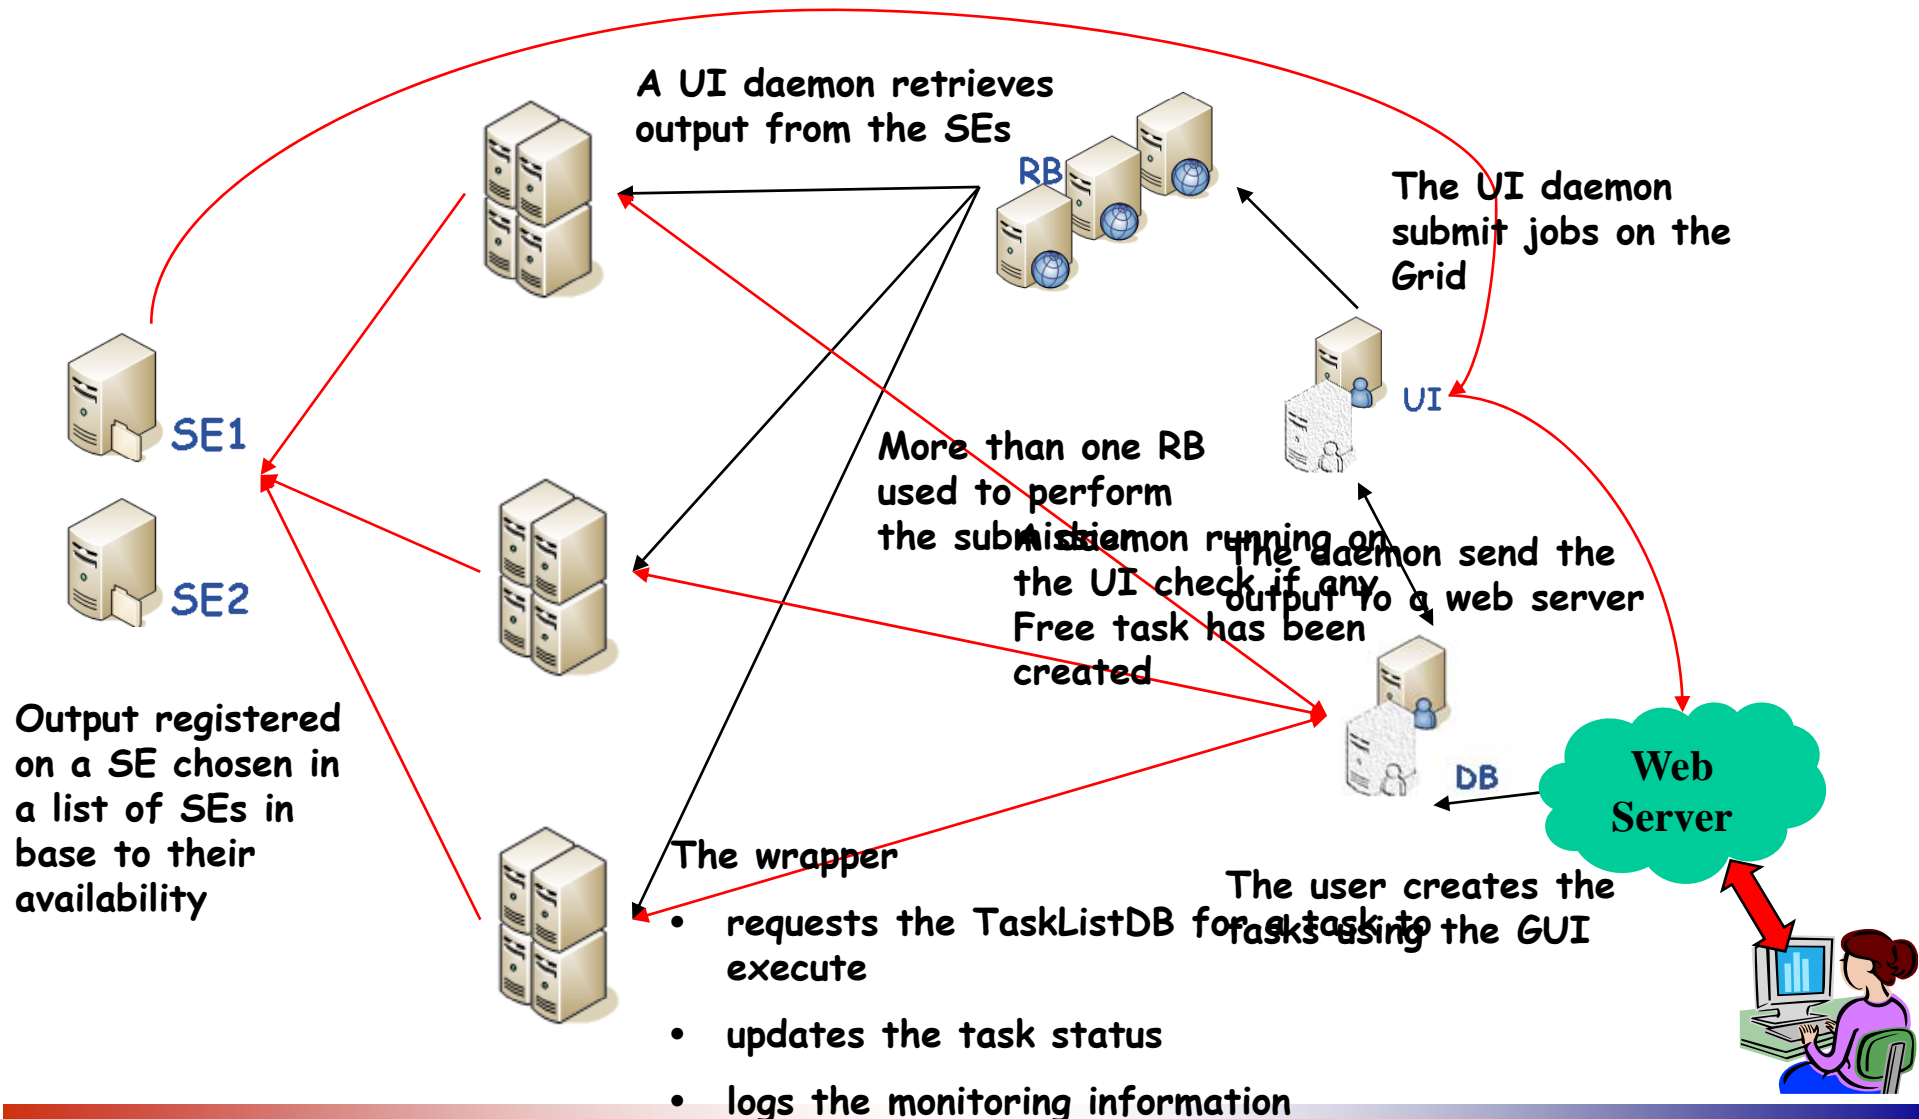 A UI daemon retrieves
output from the SEs
RB
The UI daemon
submit jobs on the
Grid
UI
SE1
SE2
More than one RB
used to perform
the submission
A daemon running on
the UI check if any
Free task has been
created
The daemon send the
output to a web server
Output registered
on a SE chosen in
a list of SEs in
base to their
availability
DB
Web
Server
The wrapper
• requests the TaskListDB for a task to
execute
• updates the task status
• logs the monitoring information
The user creates the
tasks using the GUI